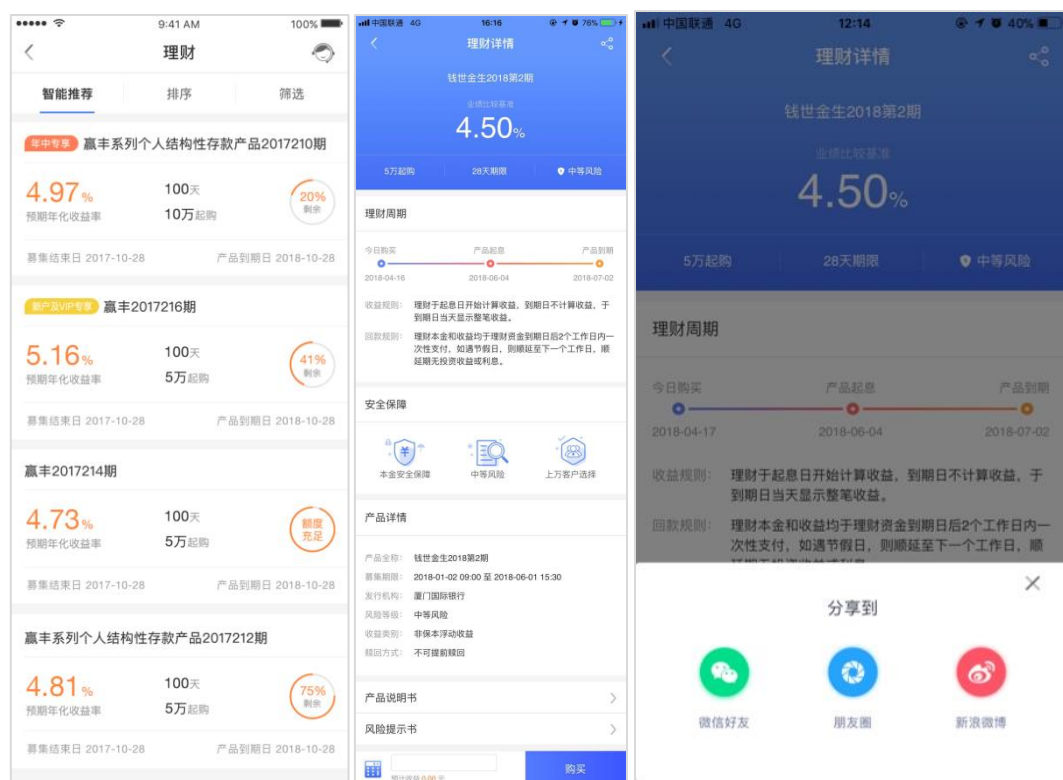 9:41 AM
100%
理财
智能推荐
排序
筛选
年中专享 赢丰系列个人结构性存款产品2017210期
4.97%
100天
20%
剩余
预期年化收益率
10万起购
募集结束日 2017-10-28
产品到期日 2018-10-28
新户及VIP专享 赢丰2017216期
5.16%
100天
41%
剩余
预期年化收益率
5万起购
募集结束日 2017-10-28
产品到期日 2018-10-28
赢丰2017214期
4.73%
100天
额度
充足
预期年化收益率
5万起购
募集结束日 2017-10-28
产品到期日 2018-10-28
赢丰系列个人结构性存款产品2017212期
4.81%
100天
75%
剩余
预期年化收益率
5万起购
募集结束日 2017-10-28
产品到期日 2018-10-28
中国联通 4G
16:16
76%
理财详情
钱世金生2018第2期
业绩比较基准
4.50%
5万起购
28天期限
中等风险
理财周期
今日购买
产品起息
产品到期
2018-04-16
2018-06-04
2018-07-02
收益规则: 理财于起息日开始计算收益，到期日不计算收益，于
到期日当天显示整笔收益。
回款规则: 理财本金和收益均于理财资金到期日后2个工作日内一
次性支付，如遇节假日，则顺延至下一个工作日，顺
延期无投资收益或利息。
安全保障
本金安全保障
中等风险
上万客户选择
产品详情
产品全称: 钱世金生2018第2期
募集期限: 2018-01-02 09:00 至 2018-06-01 15:30
发行机构: 厦门国际银行
风险等级: 中等风险
收益类别: 非保本浮动收益
赎回方式: 不可提前赎回
产品说明书
风险提示书
预计收益 0.00 元
购买
中国联通 4G
12:14
40%
理财详情
钱世金生2018第2期
业绩比较基准
4.50%
5万起购
28天期限
中等风险
理财周期
今日购买
产品起息
产品到期
2018-04-17
2018-06-04
2018-07-02
收益规则: 理财于起息日开始计算收益，到期日不计算收益，于
到期日当天显示整笔收益。
回款规则: 理财本金和收益均于理财资金到期日后2个工作日内一
次性支付，如遇节假日，则顺延至下一个工作日，顺
分享到
微信好友
朋友圈
新浪微博